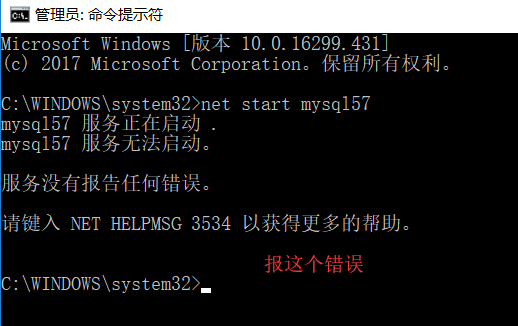 管理员: 命令提示符
Microsoft Windows [版本 10.0.16299.431]
(c) 2017 Microsoft Corporation。保留所有权利。
C:\WINDOWS\system32>net start mysql57
mysql57 服务正在启动 .
mysql57 服务无法启动。
服务没有报告任何错误。
请键入 NET HELPMSG 3534 以获得更多的帮助。
报这个错误
C:\WINDOWS\system32>